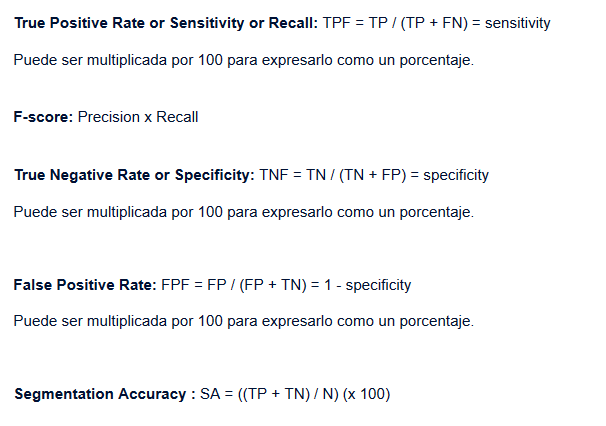 True Positive Rate or Sensitivity or Recall: TPF = TP / (TP + FN) = sensitivity
Puede ser multiplicada por 100 para expresarlo como un porcentaje.
F-score: Precision x Recall
True Negative Rate or Specificity: TNF = TN / (TN + FP) = specificity
Puede ser multiplicada por 100 para expresarlo como un porcentaje.
False Positive Rate: FPF = FP / (FP + TN) = 1 - specificity
Puede ser multiplicada por 100 para expresarlo como un porcentaje.
Segmentation Accuracy : SA = ((TP + TN) / N) (x 100)